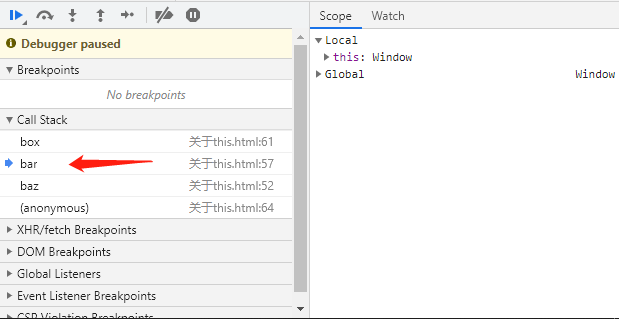 Debugger paused
Breakpoints
No breakpoints
Call Stack
box 关于this.html:61
bar 关于this.html:57
baz 关于this.html:52
(anonymous) 关于this.html:64
XHR/fetch Breakpoints
DOM Breakpoints
Global Listeners
Event Listener Breakpoints
CSP Violation Breakpoints
Scope Watch
Local
this: Window
Global Window